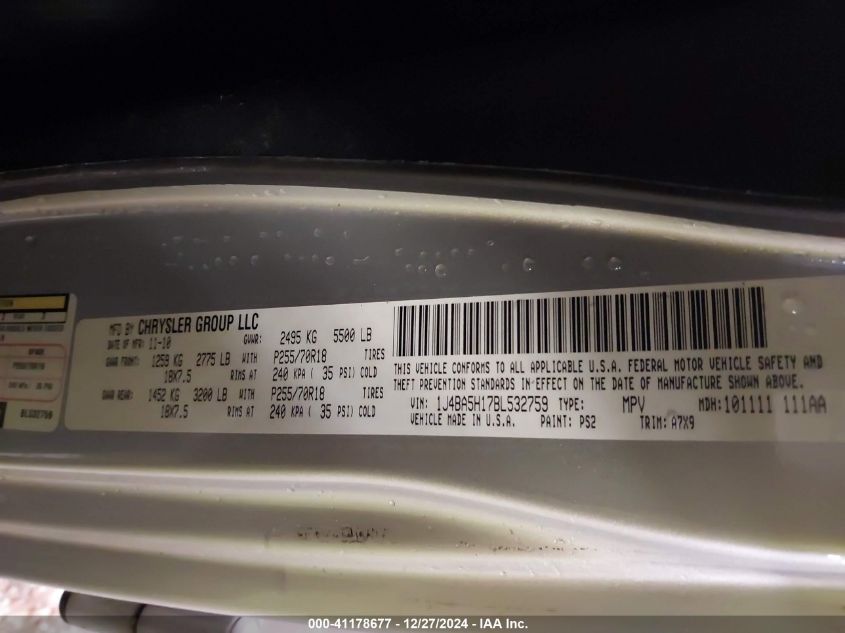 MFD BY CHRYSLER GROUP LLC
DATE OF MFR: 11-10 GVWR: 2495 KG 5500 LB
GAWR FRONT: 1259 KG 2775 LB WITH P255/70R18 TIRES
18X7.5 RIMS AT 240 KPA ( 35 PSI) COLD
GAWR REAR: 1452 KG 3200 LB WITH P255/70R18 TIRES
18X7.5 RIMS AT 240 KPA ( 35 PSI) COLD
THIS VEHICLE CONFORMS TO ALL APPLICABLE U.S.A. FEDERAL MOTOR VEHICLE SAFETY AND
THEFT PREVENTION STANDARDS IN EFFECT ON THE DATE OF MANUFACTURE SHOWN ABOVE.
VIN: 1J4BA5H17BL532759 TYPE: MPV MDH: 101111 111AA
VEHICLE MADE IN U.S.A. PAINT: PS2 TRIM: A7X9
BL532759
000-41178677 - 12/27/2024 - IAA Inc.